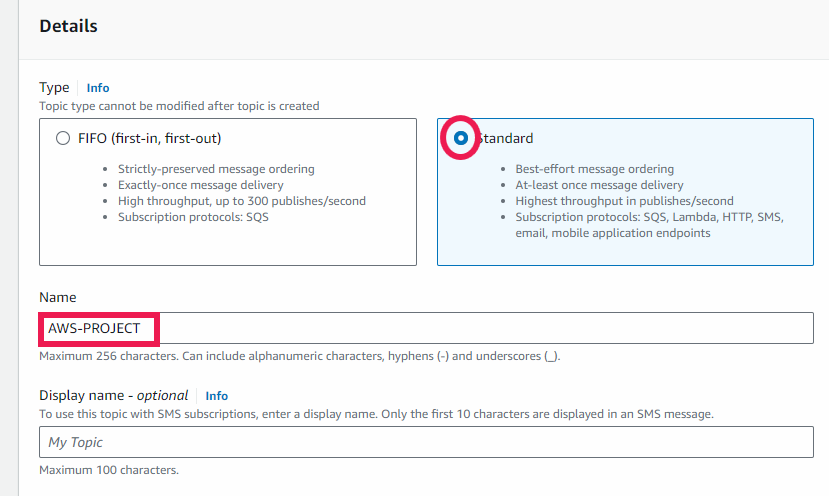 Details
Type Info
Topic type cannot be modified after topic is created
FIFO (first-in, first-out)
• Strictly-preserved message ordering
• Exactly-once message delivery
• High throughput, up to 300 publishes/second
• Subscription protocols: SQS
Standard
• Best-effort message ordering
• At-least once message delivery
• Highest throughput in publishes/second
• Subscription protocols: SQS, Lambda, HTTP, SMS,
email, mobile application endpoints
Name
AWS-PROJECT
Maximum 256 characters. Can include alphanumeric characters, hyphens (-) and underscores (_).
Display name - optional Info
To use this topic with SMS subscriptions, enter a display name. Only the first 10 characters are displayed in an SMS message.
My Topic
Maximum 100 characters.